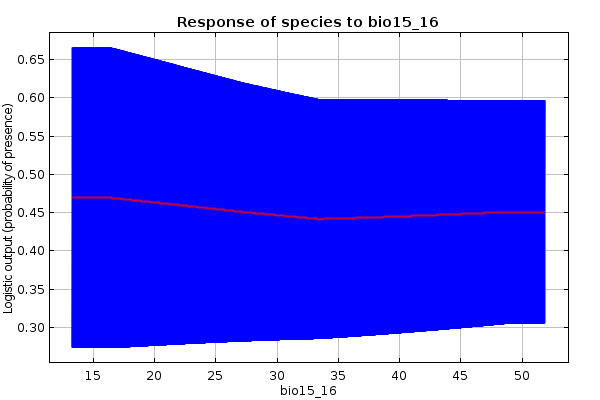 Response of species to bio15_16
Logistic output (probability of presence)
0.65
0.60
0.55
0.50
0.45
0.40
0.35
0.30
15 20 25 30 35 40 45 50
bio15_16